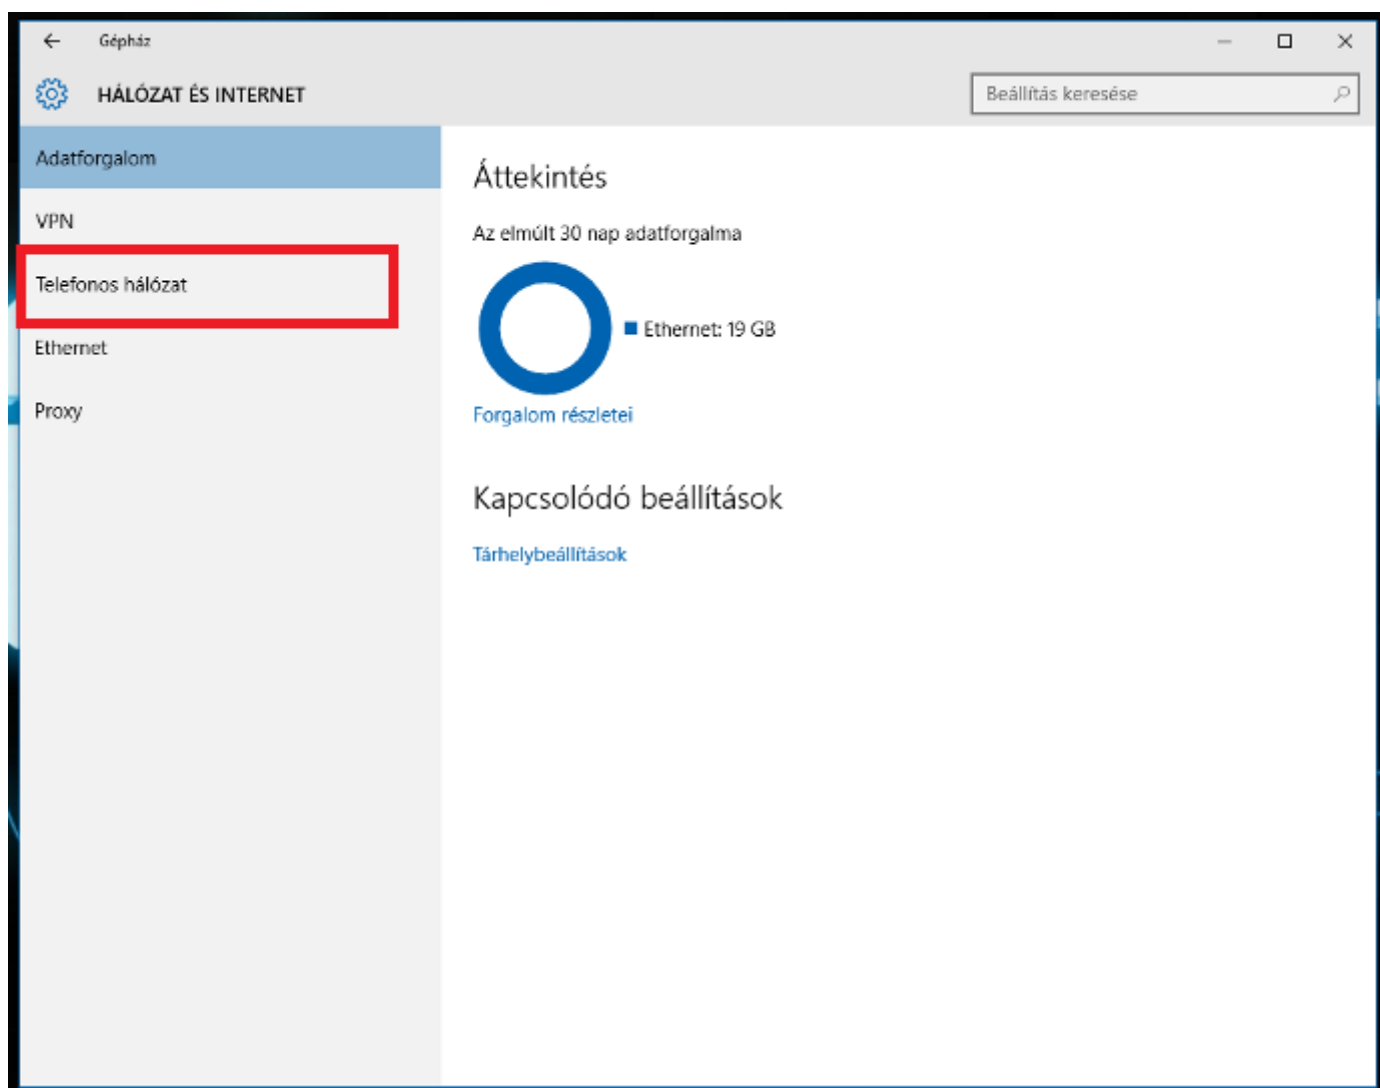 Gépház
HÁLÓZAT ÉS INTERNET
Beállítás keresése
Adatforgalom
VPN
Telefonos hálózat
Ethernet
Proxy
Áttekintés
Az elmúlt 30 nap adatforgalma
Ethernet: 19 GB
Forgalom részletei
Kapcsolódó beállítások
Tárhelybeállítások